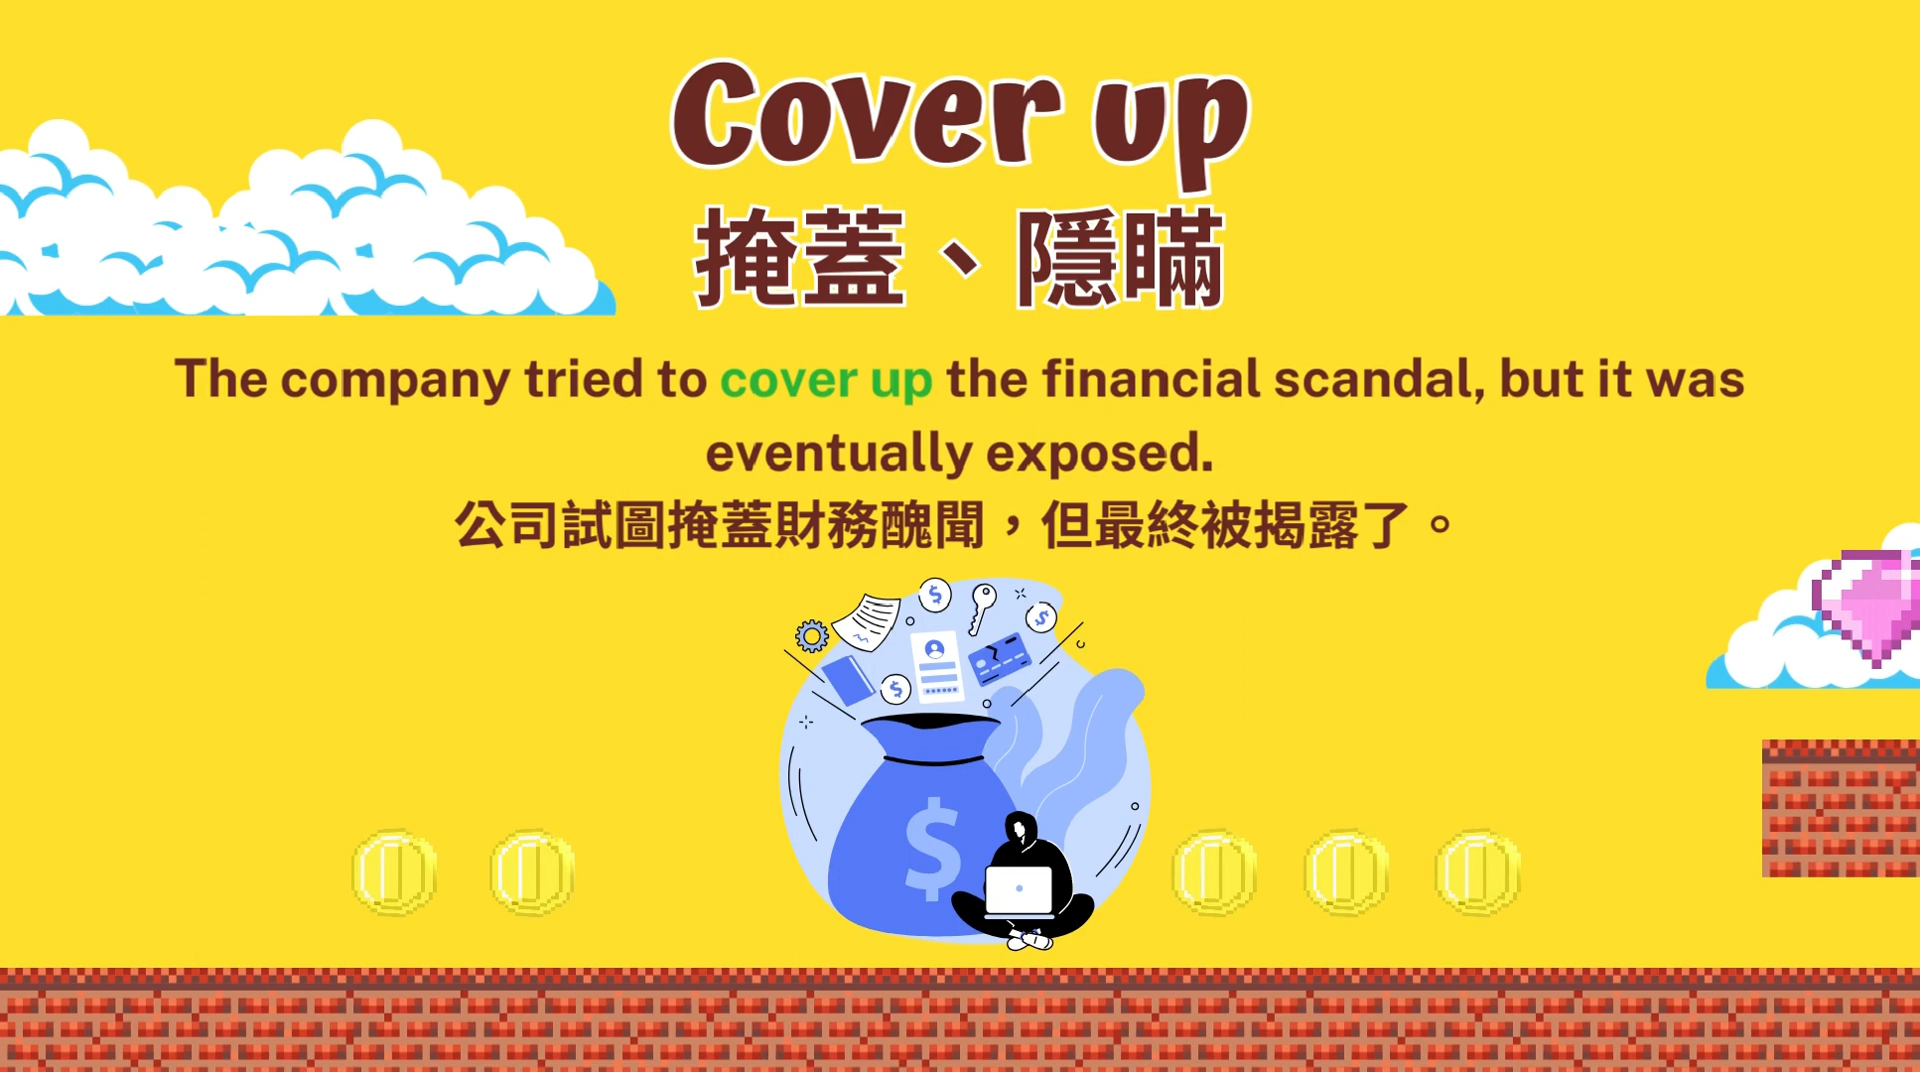 Cover up
掩蓋、隱瞞
The company tried to cover up the financial scandal, but it was
eventually exposed.
公司試圖掩蓋財務醜聞，但最終被揭露了。
$
$
$
$